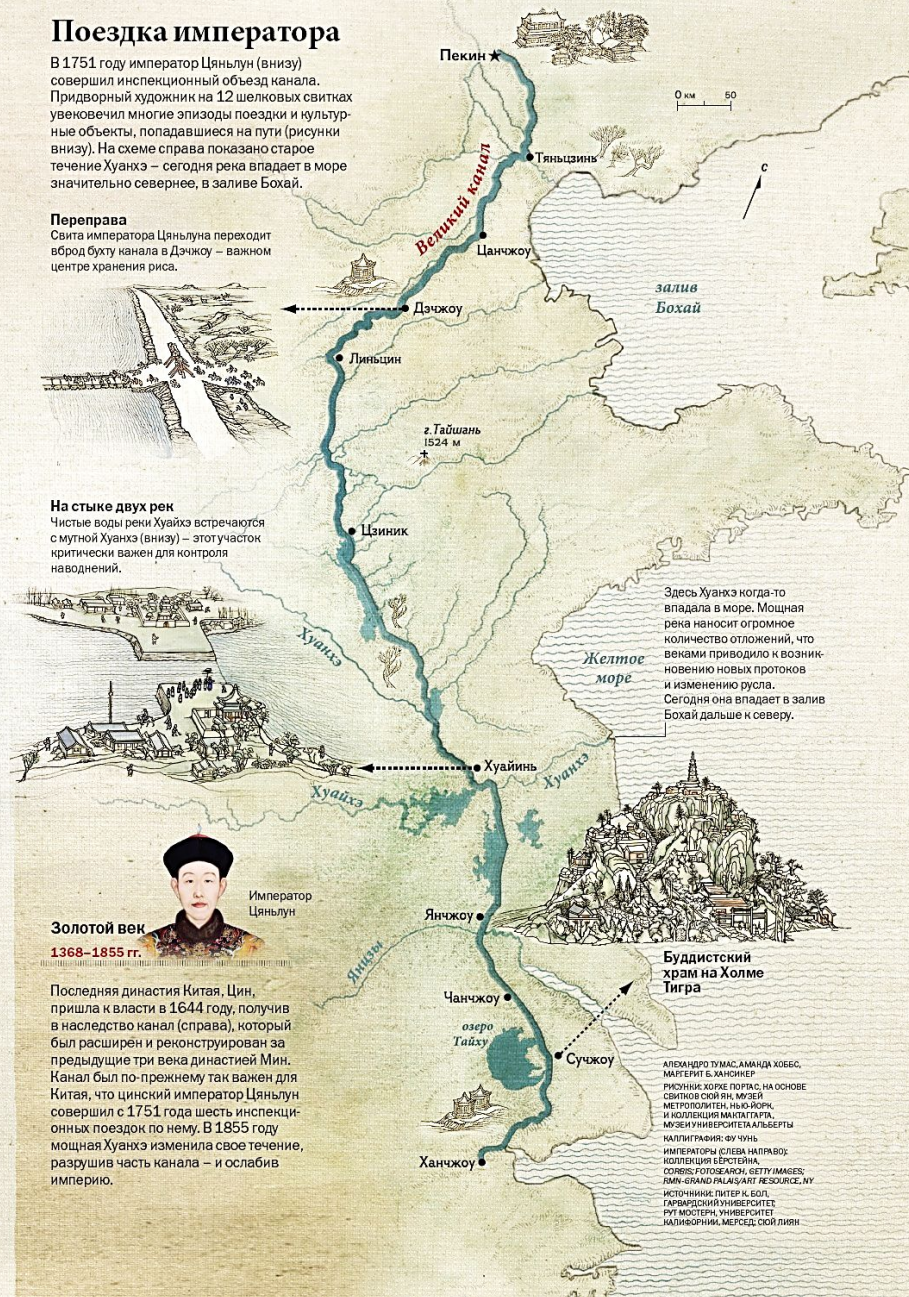 Поездка императора
В 1751 году император Цяньлун (внизу)
совершил инспекционный объезд канала.
Придворный художник на 12 шелковых свитках
увековечил многие эпизоды поездки и культур-
ные объекты, попадавшиеся на пути (рисунки
внизу). На схеме справа показано старое
течение Хуанхэ – сегодня река впадает в море
значительно севернее, в заливе Бохай.
Переправа
Свита императора Цяньлуна переходит
вброд бухту канала в Дэчжоу – важном
центре хранения риса.
Пекин
0 км 50
Тяньцзинь
с
Великий канал
Цанчжоу
залив
Бохай
Дэчжоу
Линьцин
г.Тайшань
1524 м
На стыке двух рек
Чистые воды реки Хуайхэ встречаются
с мутной Хуанхэ (внизу) – этот участок
критически важен для контроля
наводнений.
Цзиник
Хуанхэ
Желтое
море
Здесь Хуанхэ когда-то
впадала в море. Мощная
река наносит огромное
количество отложений, что
веками приводило к возник-
новению новых протоков
и изменению русла.
Сегодня она впадает в залив
Бохай дальше к северу.
Хуайинь
Хуанхэ
Хуайхэ
Император
Цяньлун
Золотой век
1368–1855 гг.
Последняя династия Китая, Цин,
пришла к власти в 1644 году, получив
в наследство канал (справа), который
был расширен и реконструирован за
предыдущие три века династией Мин.
Канал был по-прежнему так важен для
Китая, что цинский император Цяньлун
совершил с 1751 года шесть инспекци-
онных поездок по нему. В 1855 году
мощная Хуанхэ изменила свое течение,
разрушив часть канала – и ослабив
империю.
Янчжоу
Янцзы
Буддистский
храм на Холме
Тигра
Чанчжоу
озеро
Тайху
Сучжоу
Ханчжоу
АЛЕХАНДРО ТУМАС, АМАНДА ХОББС,
МАРГЕРИТ Б. ХАНСИКЕР
РИСУНКИ: ХОРХЕ ПОРТАС, НА ОСНОВЕ
СВИТКОВ СЮЙ ЯН, МУЗЕЙ
МЕТРОПОЛИТЕН, НЬЮ-ЙОРК,
И КОЛЛЕКЦИЯ МАКТАГГАРТА,
МУЗЕИ УНИВЕРСИТЕТА АЛЬБЕРТЫ
КАЛЛИГРАФИЯ: ФУ ЧУНЬ
ИМПЕРАТОРЫ (СЛЕВА НАПРАВО):
КОЛЛЕКЦИЯ БЁРСТЕЙНА,
CORBIS; FOTOSEARCH, GETTY IMAGES;
RMN-GRAND PALAIS/ART RESOURCE, NY
ИСТОЧНИКИ: ПИТЕР К. БОЛ,
ГАРВАРДСКИЙ УНИВЕРСИТЕТ;
РУТ МОСТЕРН, УНИВЕРСИТЕТ
КАЛИФОРНИИ, МЕРСЕД; СЮЙ ЛИЯН